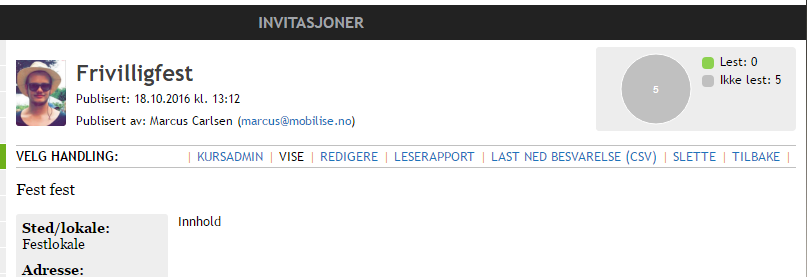 INVITASJONER
Frivilligfest
Publisert: 18.10.2016 kl. 13:12
Publisert av: Marcus Carlsen (marcus@mobilise.no)
5
Lest: 0
Ikke lest: 5
VELG HANDLING: | KURSADMIN | VISE | REDIGERE | LESERAPPORT | LAST NED BESVARELSE (CSV) | SLETTE | TILBAKE |
Fest fest
Sted/lokale:
Festlokale
Adresse:
Innhold